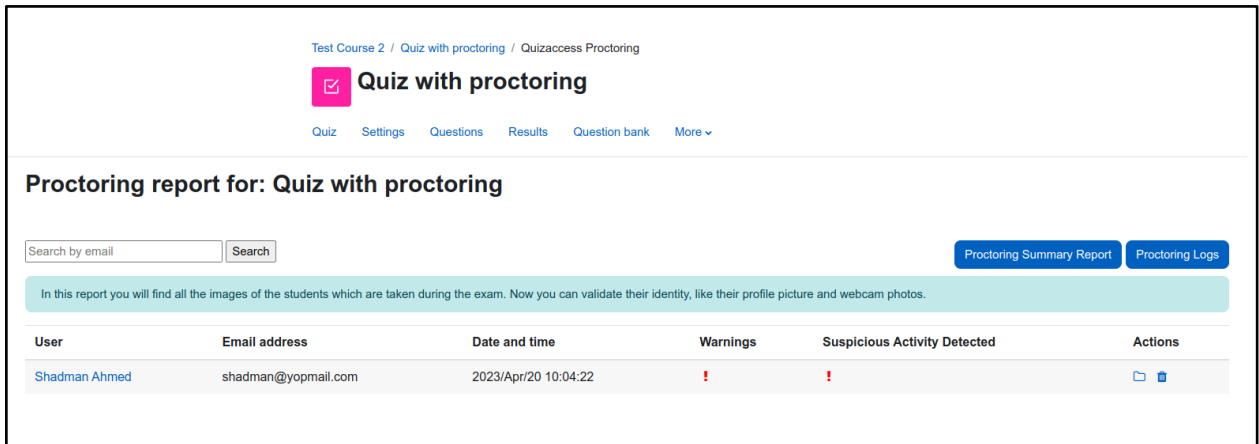 Test Course 2 / Quiz with proctoring / Quizaccess Proctoring
Quiz with proctoring
Quiz Settings Questions Results Question bank More
Proctoring report for: Quiz with proctoring
Search by email Search Proctoring Summary Report Proctoring Logs
In this report you will find all the images of the students which are taken during the exam. Now you can validate their identity, like their profile picture and webcam photos.
User Email address Date and time Warnings Suspicious Activity Detected Actions
Shadman Ahmed shadman@yopmail.com 2023/Apr/20 10:04:22 ! !